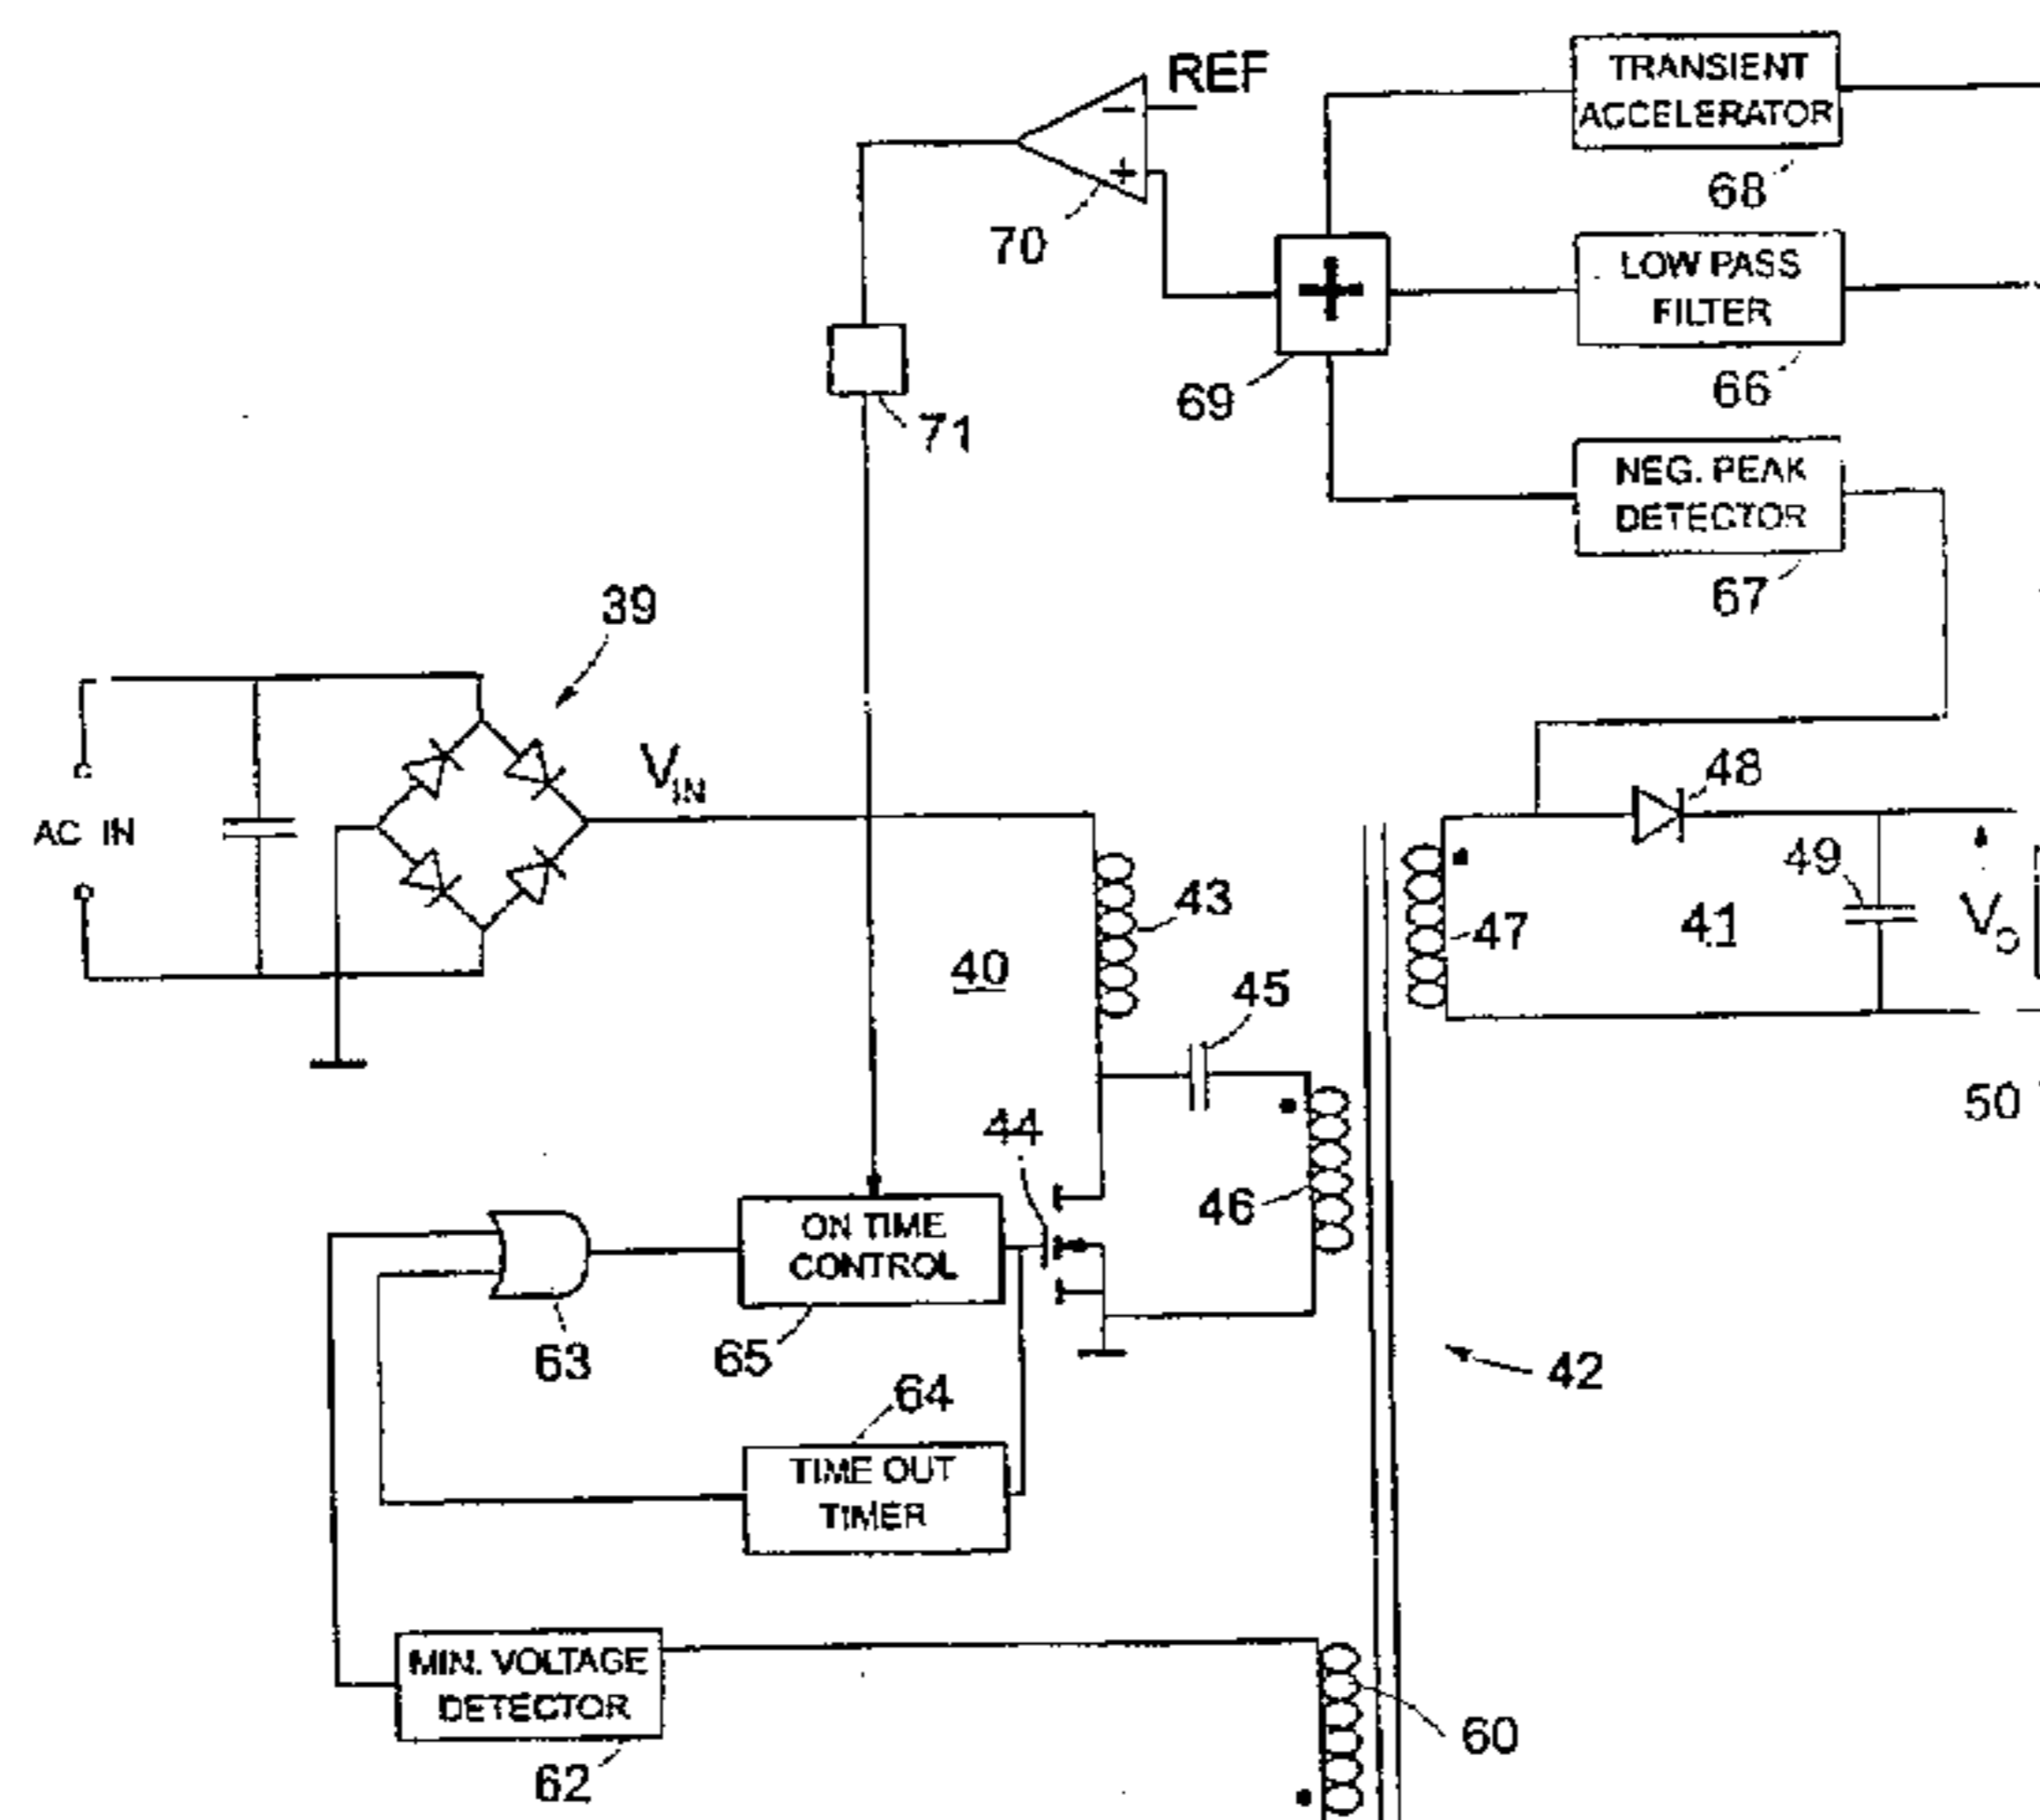 REF
TRANSIENT
ACCELERATOR
68
70
+
−
+
LOW PASS
FILTER
66
69
71
NEG. PEAK
DETECTOR
67
39
V IN
AC IN
48
49
43
47
41
V O
40
45
50
44
46
ON TIME
CONTROL
63
65
42
64
TIME OUT
TIMER
MIN. VOLTAGE
DETECTOR
60
62